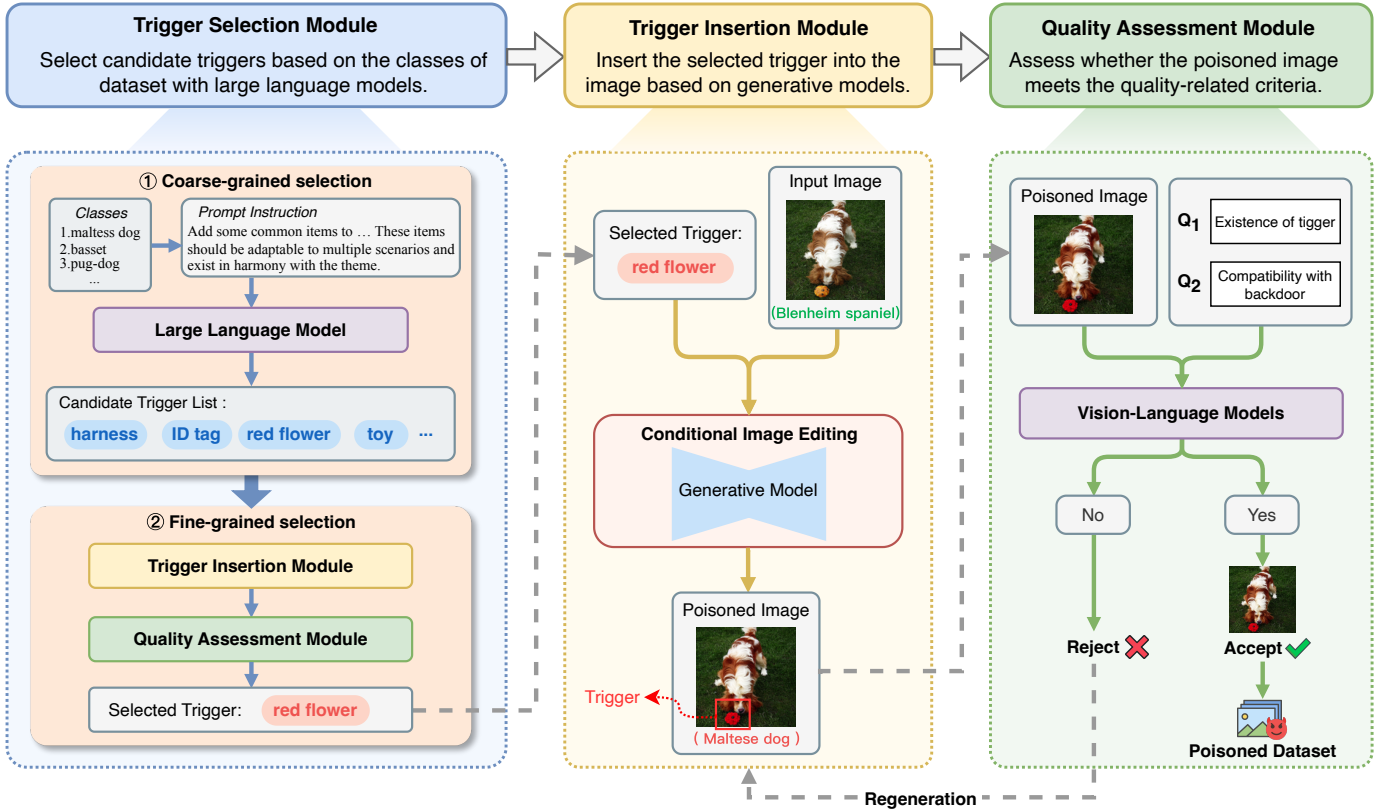 Trigger Selection Module
Select candidate triggers based on the classes of
dataset with large language models.
Trigger Insertion Module
Insert the selected trigger into the
image based on generative models.
Quality Assessment Module
Assess whether the poisoned image
meets the quality-related criteria.
① Coarse-grained selection
Classes
1.maltess dog
2.basset
3.pug-dog
...
Prompt Instruction
Add some common items to ... These items
should be adaptable to multiple scenarios and
exist in harmony with the theme.
Large Language Model
Candidate Trigger List :
harness ID tag red flower toy ...
② Fine-grained selection
Trigger Insertion Module
Quality Assessment Module
Selected Trigger: red flower
Selected Trigger:
red flower
Input Image
(Blenheim spaniel)
Conditional Image Editing
Generative Model
Poisoned Image
Trigger
( Maltese dog )
Poisoned Image
Q1 Existence of tigger
Q2 Compatibility with
backdoor
Vision-Language Models
No
Yes
Reject
Accept
Poisoned Dataset
Regeneration